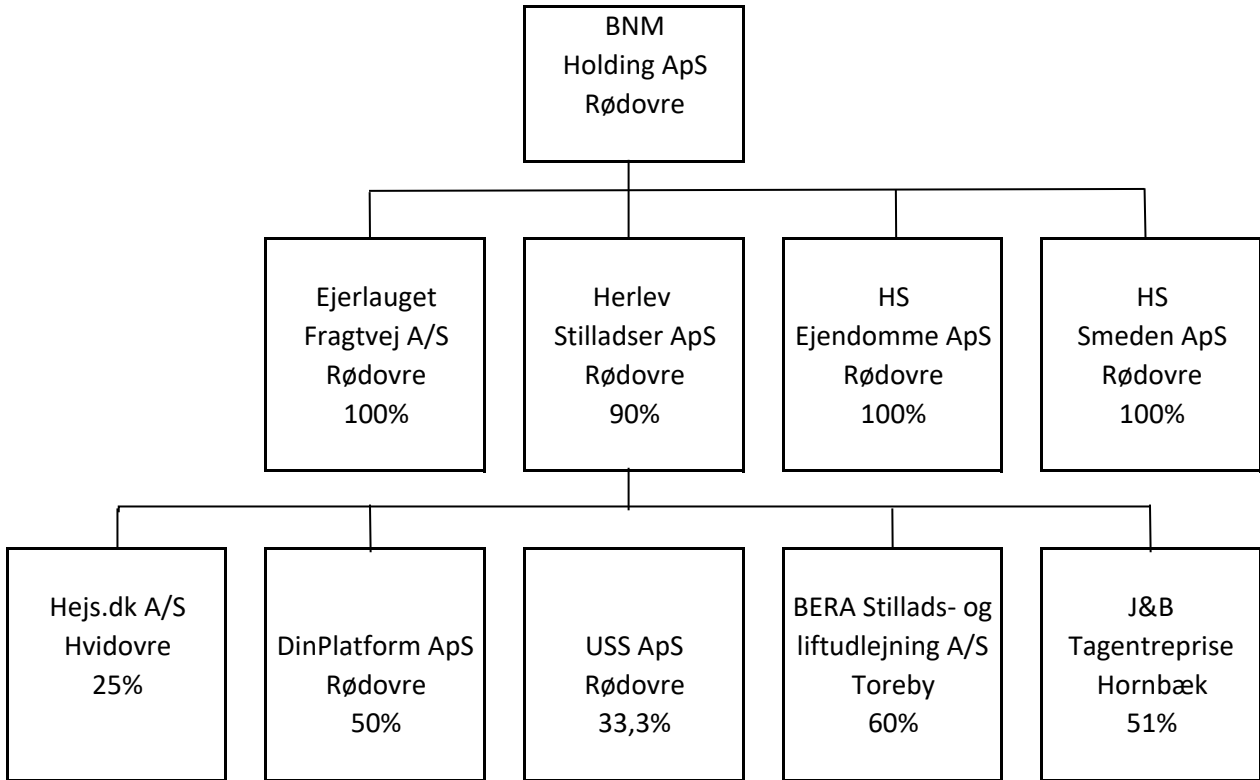 BNM
Holding ApS
Rødovre
Ejerlauget
Fragtvej A/S
Rødovre
100%
Herlev
Stilladser ApS
Rødovre
90%
HS
Ejendomme ApS
Rødovre
100%
HS
Smeden ApS
Rødovre
100%
Hejs.dk A/S
Hvidovre
25%
DinPlatform ApS
Rødovre
50%
USS ApS
Rødovre
33,3%
BERA Stillads- og
liftudlejning A/S
Toreby
60%
J&B
Tagentreprise
Hornbæk
51%